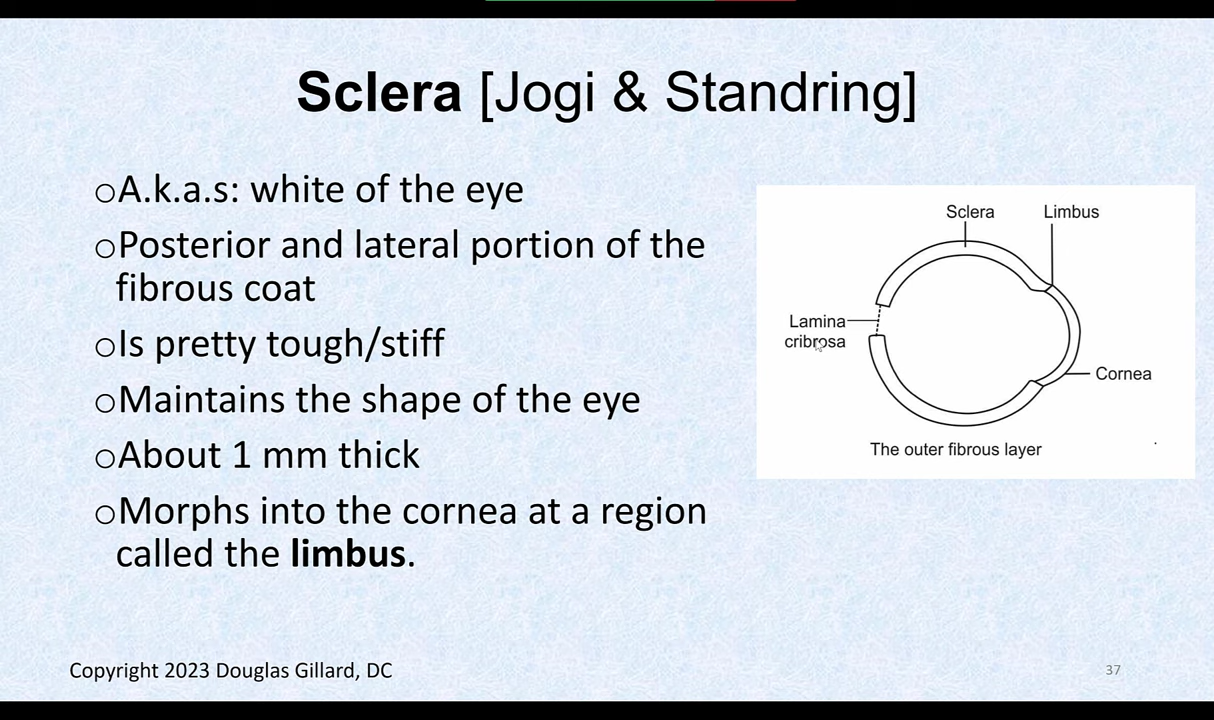 Sclera [Jogi & Standring]
oA.k.a.s: white of the eye
oPosterior and lateral portion of the
fibrous coat
oIs pretty tough/stiff
oMaintains the shape of the eye
oAbout 1 mm thick
oMorphs into the cornea at a region
called the limbus.
Sclera
Limbus
Lamina
cribrosa
Cornea
The outer fibrous layer
Copyright 2023 Douglas Gillard, DC
37